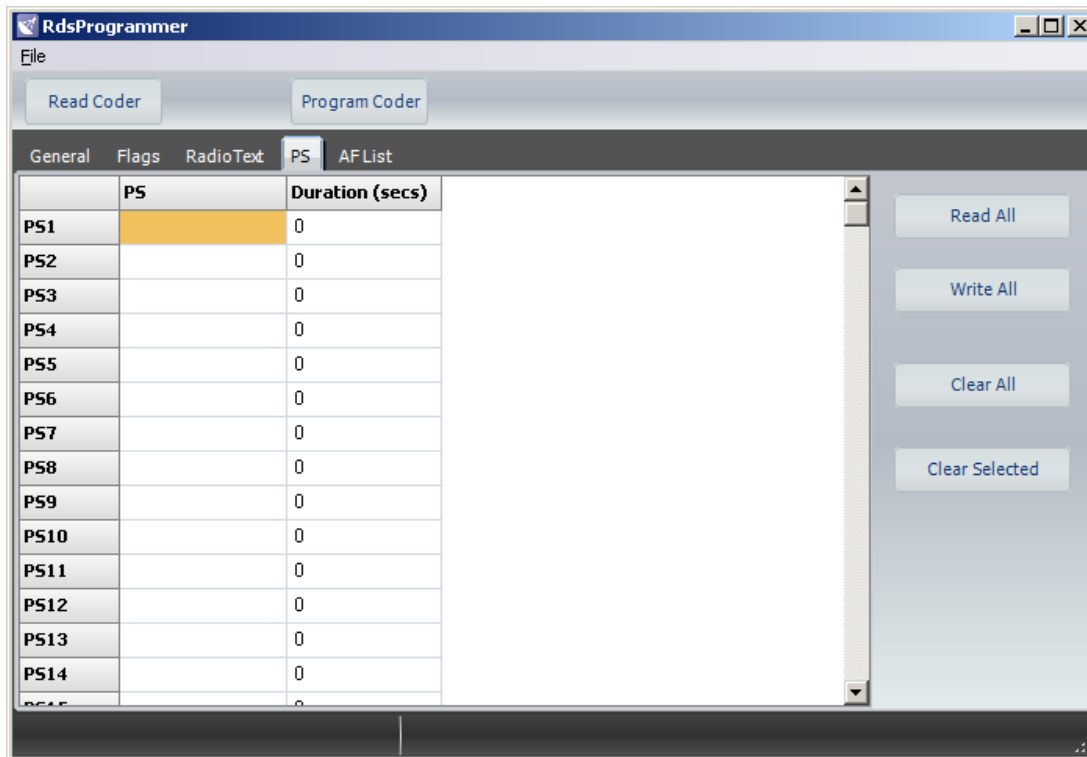 RdsProgrammer
File
Read Coder Program Coder
General Flags RadioText PS AF List
PS Duration (secs)
PS1 0
PS2 0
PS3 0
PS4 0
PS5 0
PS6 0
PS7 0
PS8 0
PS9 0
PS10 0
PS11 0
PS12 0
PS13 0
PS14 0
Read All
Write All
Clear All
Clear Selected